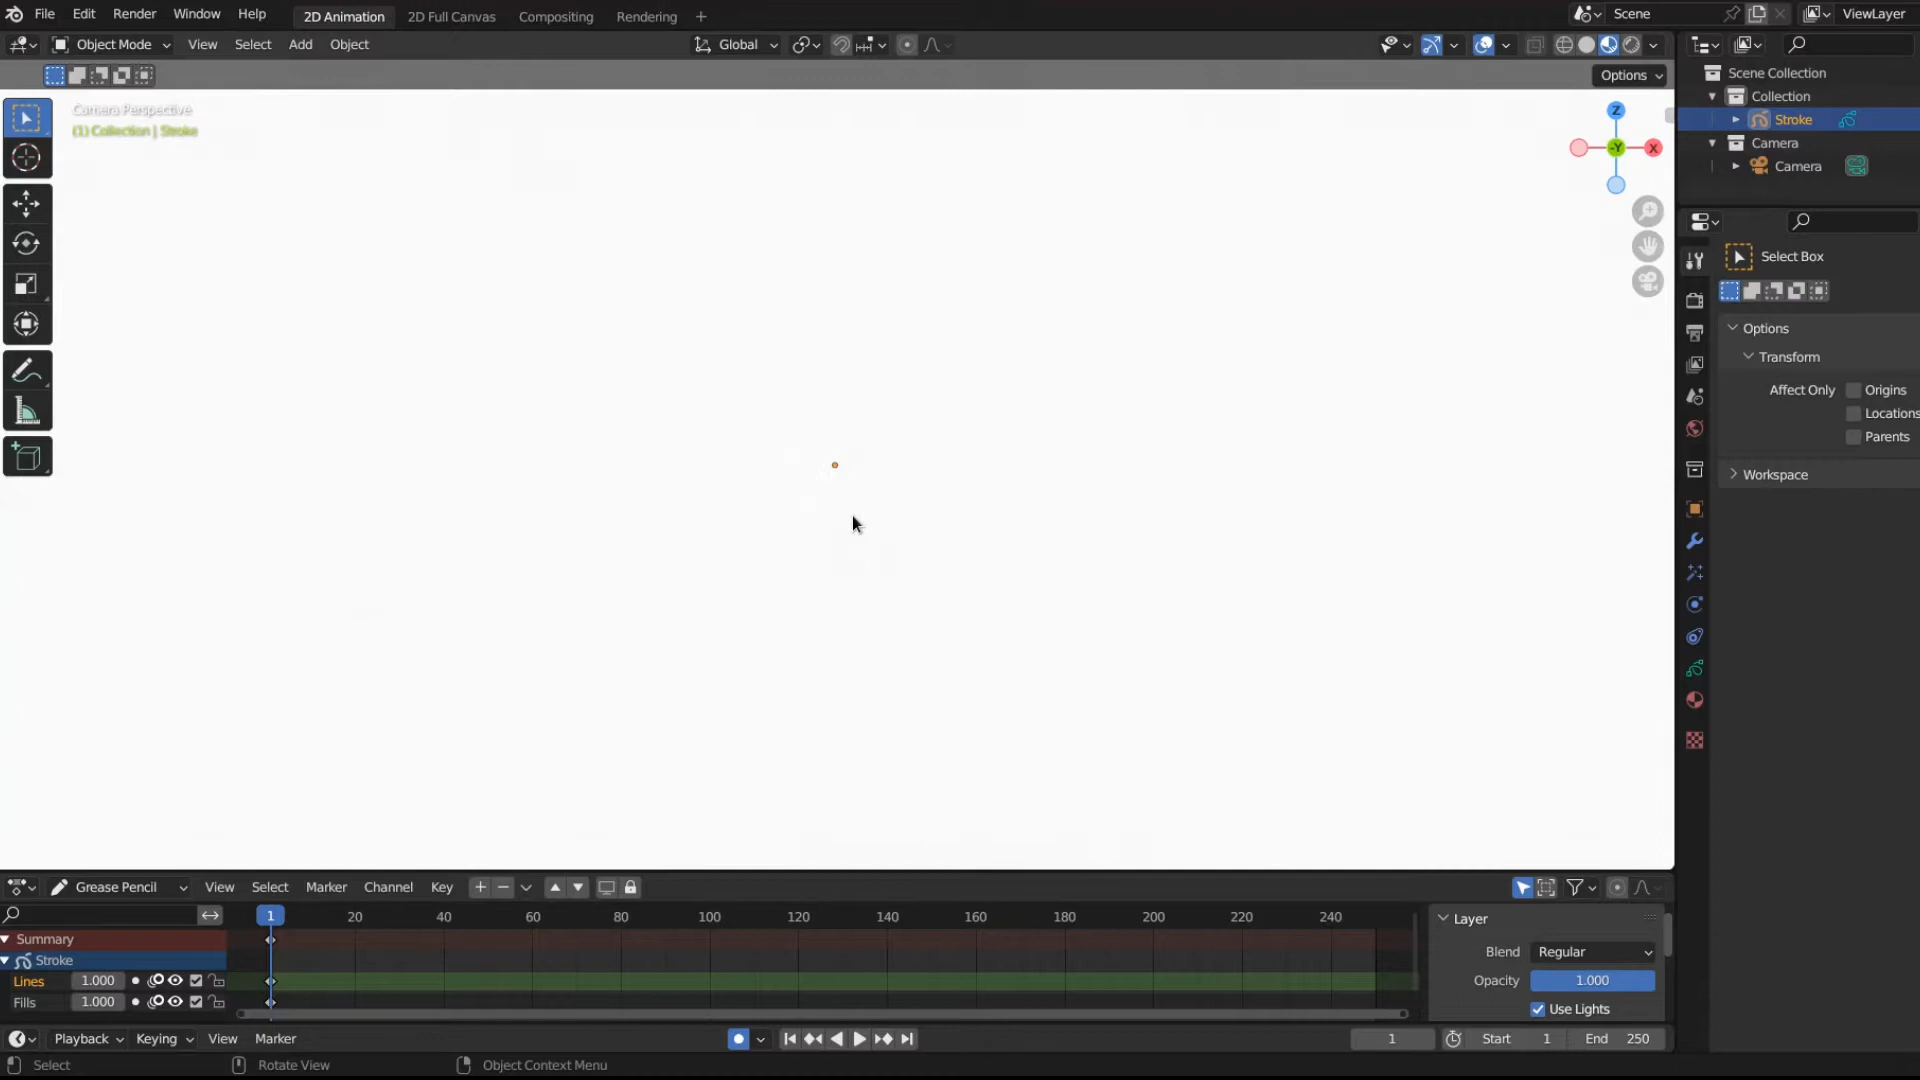 File Edit Render Window Help 2D Animation 2D Full Canvas Compositing Rendering + Scene ViewLayer
Object Mode View Select Add Object Global
Options
Camera Perspective
(1) Collection | Stroke
Z
-Y X
Scene Collection
Collection
Stroke
Camera
Camera
Select Box
Options
Transform
Affect Only Origins
Locations
Parents
Workspace
Grease Pencil View Select Marker Channel Key
1 20 40 60 80 100 120 140 160 180 200 220 240
Summary
Stroke
Lines 1.000
Fills 1.000
Layer
Blend Regular
Opacity 1.000
Use Lights
Playback Keying View Marker 1 Start 1 End 250
Select Rotate View Object Context Menu